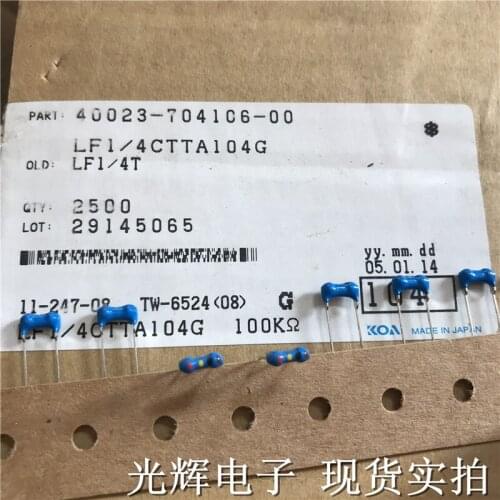 PART: 40023-704106-00
LF1/4CTTA104G
OLD: LF1/4T
QTY: 2500
LOT: 29145065
yy.mm.dd
05.01.14
11-247-08 TW-6524<08> G 104
LF1/4CTTA104G 100KΩ KOA MADE IN JAPAN
光辉电子 现货实拍